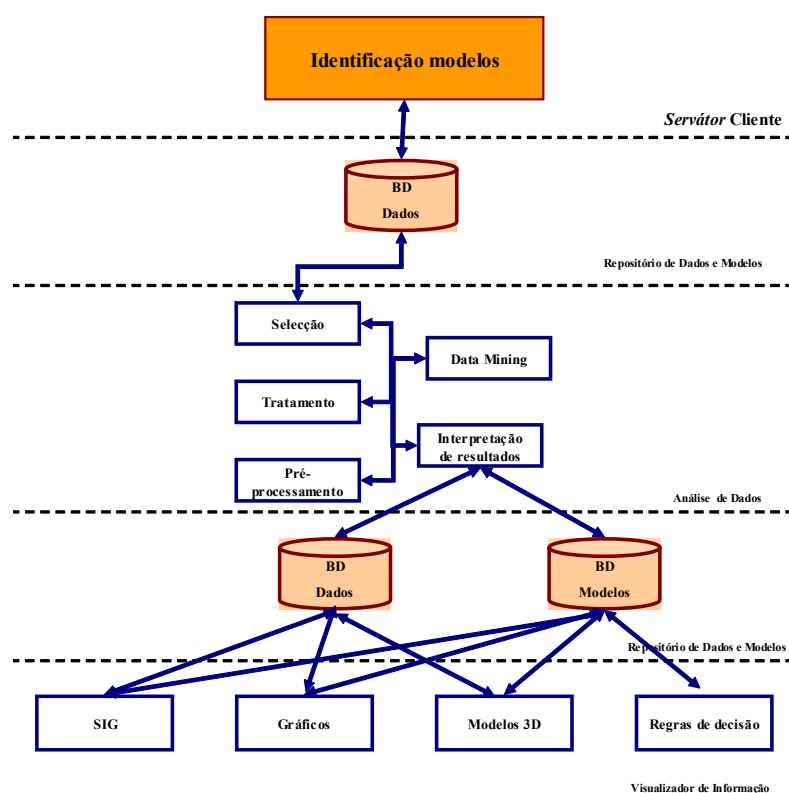 Identificação modelos
Servátor Cliente
BD
Dados
Repositório de Dados e Modelos
Selecção
Data Mining
Tratamento
Interpretação
de resultados
Pré-
processamento
Análise de Dados
BD
Dados
BD
Modelos
Repositório de Dados e Modelos
SIG
Gráficos
Modelos 3D
Regras de decisão
Visualizador de Informação